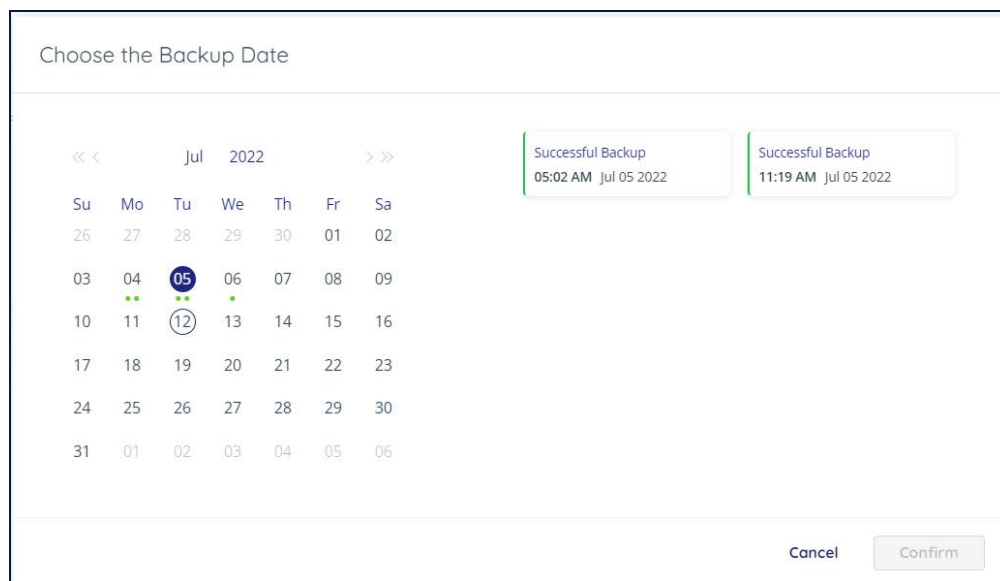 Choose the Backup Date
<< < Jul 2022 > >>
Su Mo Tu We Th Fr Sa
26 27 28 29 30 01 02
03 04 05 06 07 08 09
10 11 12 13 14 15 16
17 18 19 20 21 22 23
24 25 26 27 28 29 30
31 01 02 03 04 05 06
Successful Backup
05:02 AM Jul 05 2022
Successful Backup
11:19 AM Jul 05 2022
Cancel Confirm